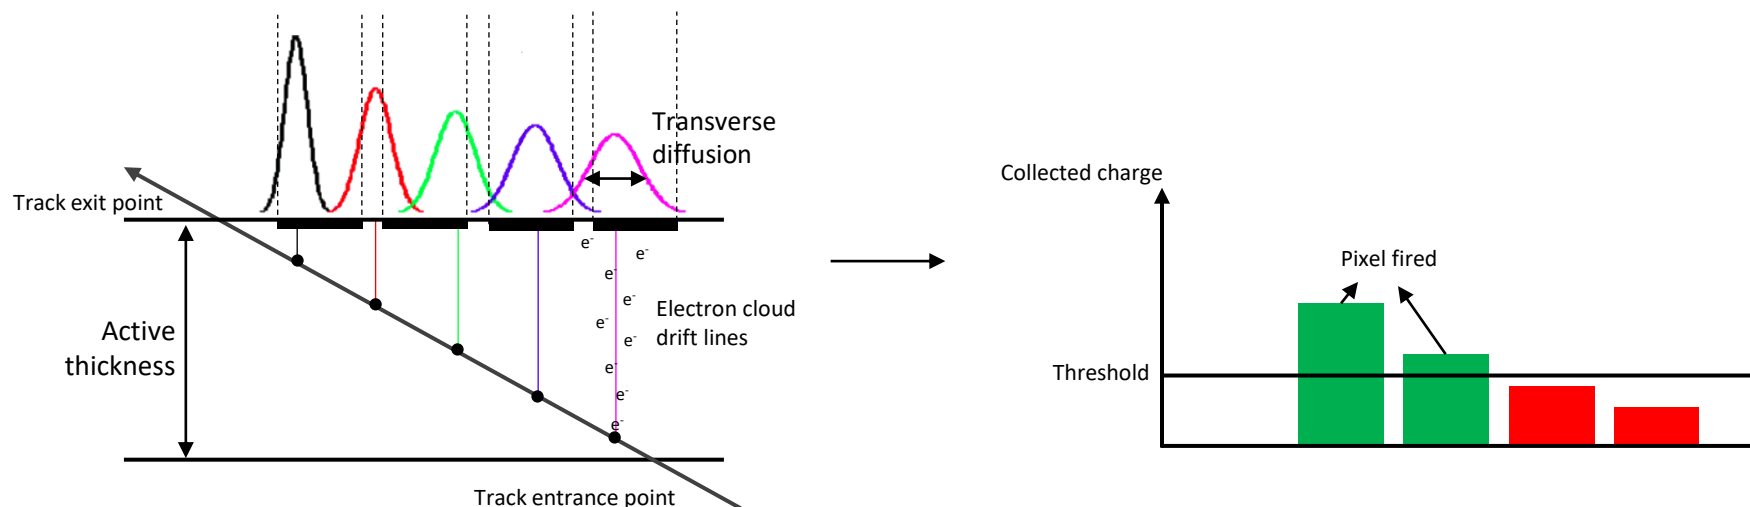 Transverse
diffusion
Track exit point
e-
e-
e-
e-
e-
e-
e-
e-
e-
Electron cloud
drift lines
Active
thickness
Track entrance point
Collected charge
Pixel fired
Threshold